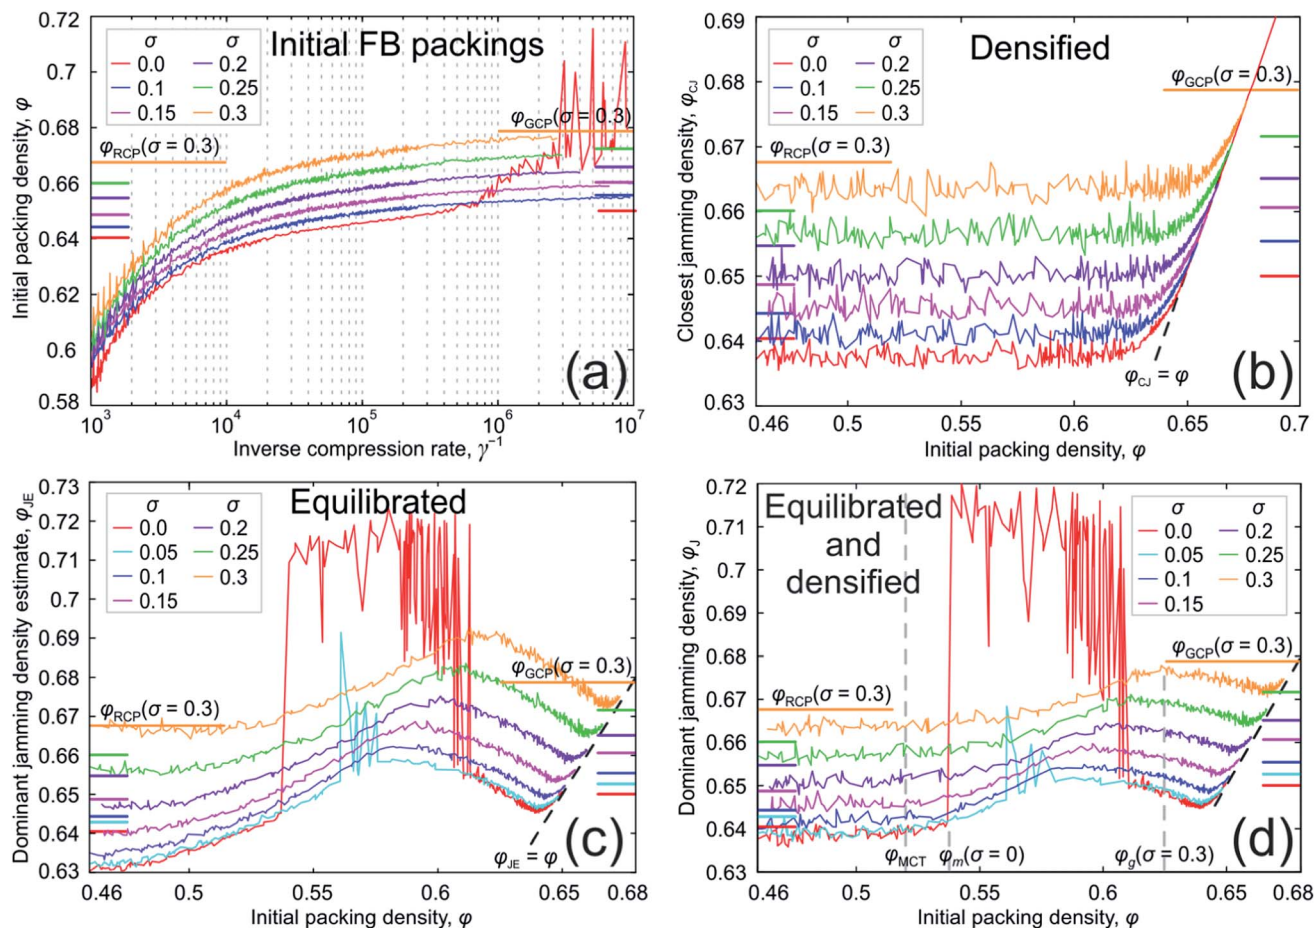 0.72
0.7
0.68
0.66
0.64
0.62
0.6
0.58
Initial packing density, φ
σ σ
0.0 0.2
0.1 0.25
0.15 0.3
Initial FB packings
φRCP(σ = 0.3)
φGCP(σ = 0.3)
(a)
10³ 10⁴ 10⁵ 10⁶ 10⁷
Inverse compression rate, γ⁻¹
0.69
0.68
0.67
0.66
0.65
0.64
0.63
Closest jamming density, φCJ
σ σ
0.0 0.2
0.1 0.25
0.15 0.3
Densified
φGCP(σ = 0.3)
φRCP(σ = 0.3)
φCJ = φ
(b)
0.46 0.5 0.55 0.6 0.65 0.7
Initial packing density, φ
0.73
0.72
0.71
0.7
0.69
0.68
0.67
0.66
0.65
0.64
0.63
Dominant jamming density estimate, φJE
σ σ
0.0 0.2
0.05 0.25
0.1 0.3
0.15
Equilibrated
φRCP(σ = 0.3)
φGCP(σ = 0.3)
φJE = φ
(c)
0.46 0.5 0.55 0.6 0.65 0.68
Initial packing density, φ
0.72
0.71
0.7
0.69
0.68
0.67
0.66
0.65
0.64
0.63
Dominant jamming density, φJ
Equilibrated
and
densified
σ σ
0.0 0.2
0.05 0.25
0.1 0.3
0.15
φGCP(σ = 0.3)
φRCP(σ = 0.3)
φMCT φm(σ = 0) φg(σ = 0.3)
(d)
0.46 0.5 0.55 0.6 0.65 0.68
Initial packing density, φ